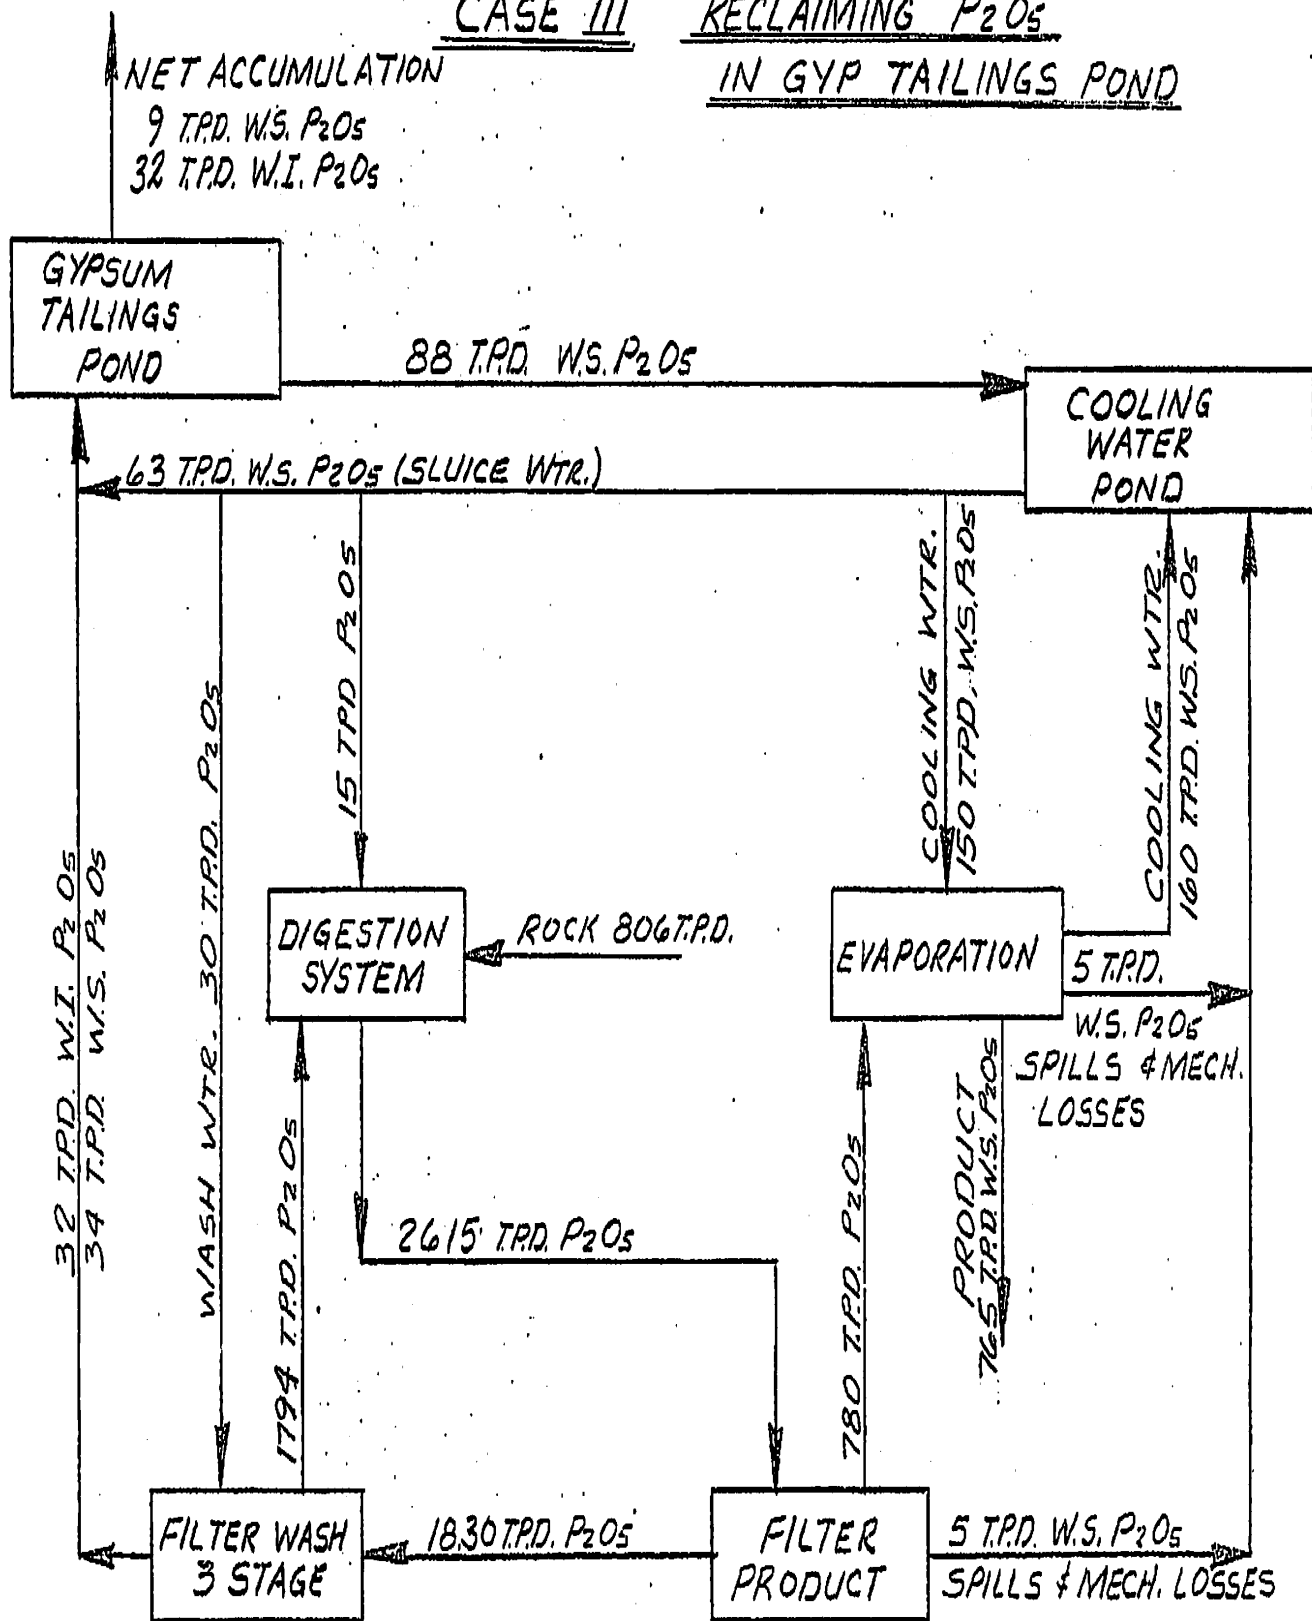 CASE III RECLAIMING P2O5
IN GYP TAILINGS POND
NET ACCUMULATION
9 T.P.D. W.S. P2O5
32 T.P.D. W.I. P2O5
GYPSUM
TAILINGS
POND
88 T.P.D. W.S. P2O5
COOLING
WATER
POND
63 T.P.D. W.S. P2O5 (SLUICE WTR.)
32 T.P.D. W.I. P2O5
34 T.P.D. W.S. P2O5
WASH WTR. 30 T.P.D. P2O5
15 TPD P2O5
COOLING WTR.
150 T.P.D. W.S. P2O5
COOLING WTR.
160 T.P.D. W.S. P2O5
DIGESTION
SYSTEM
ROCK 806 T.P.D.
EVAPORATION
5 T.P.D.
W.S. P2O5
SPILLS & MECH.
LOSSES
1794 T.P.D. P2O5
2615 T.P.D. P2O5
780 T.P.D. P2O5
PRODUCT
765 T.P.D. W.S. P2O5
FILTER WASH
3 STAGE
1830 T.P.D. P2O5
FILTER
PRODUCT
5 T.P.D. W.S. P2O5
SPILLS & MECH. LOSSES